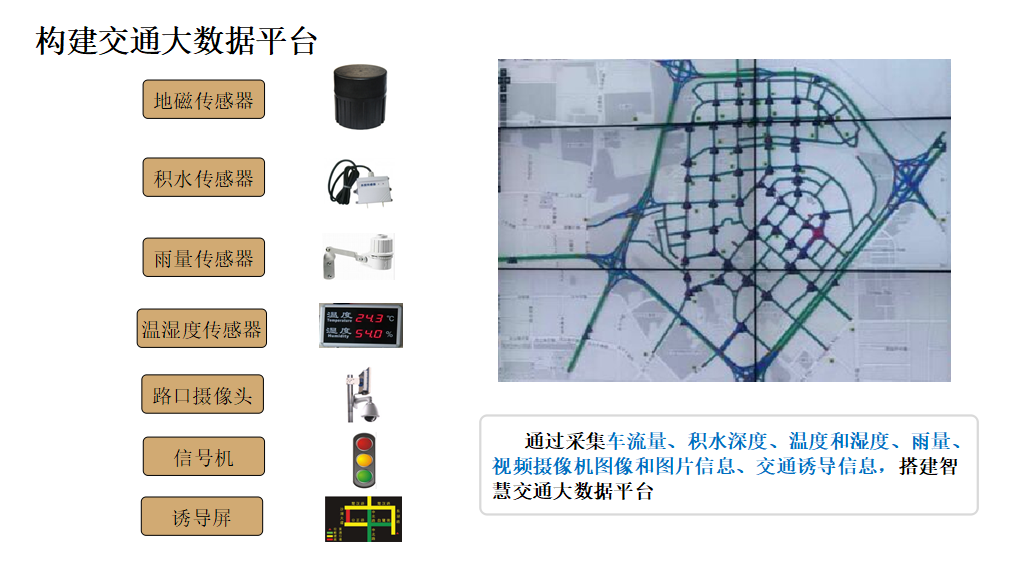 构建交通大数据平台
地磁传感器
积水传感器
雨量传感器
温湿度传感器
温度 24.3 ℃
Temperature
湿度 54.0 %
Humidity
路口摄像头
信号机
诱导屏
通过采集车流量、积水深度、温度和湿度、雨量、
视频摄像机图像和图片信息、交通诱导信息，搭建智
慧交通大数据平台